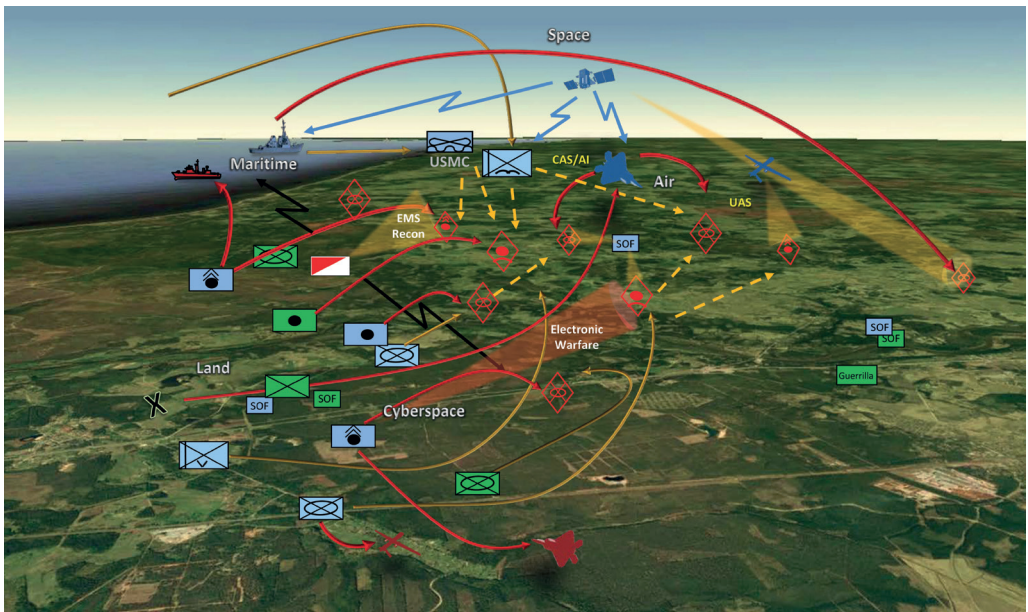 Space
Maritime
USMC
CAS/AI
Air
UAS
EMS
Recon
SOF
Electronic
Warfare
SOF
SOF
Land
Guerrilla
SOF
SOF
Cyberspace